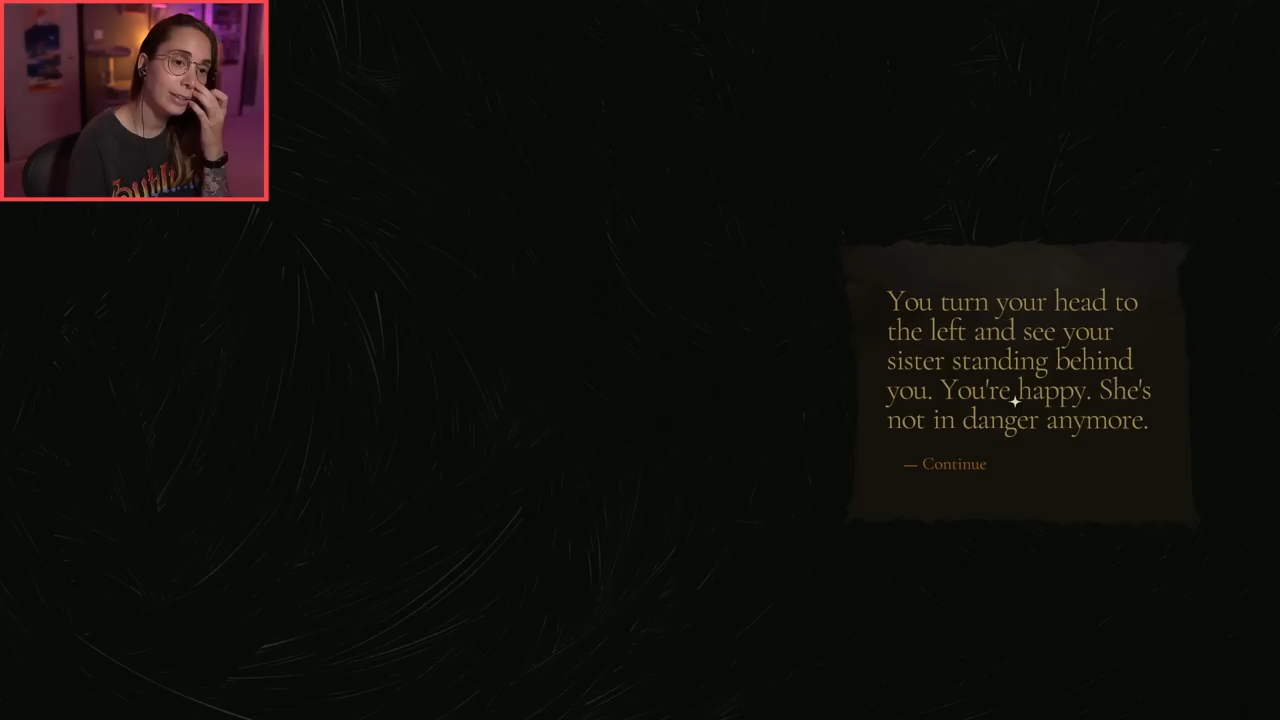 You turn your head to
the left and see your
sister standing behind
you. You're happy. She's
not in danger anymore.
— Continue